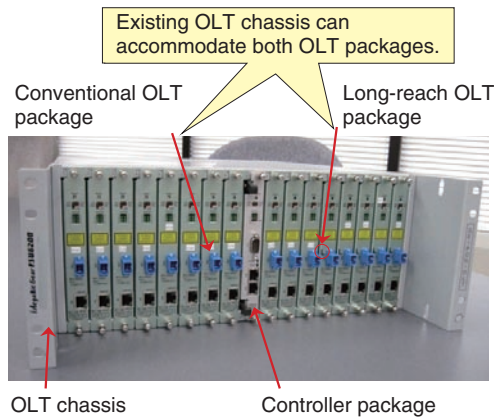 Existing OLT chassis can
accommodate both OLT packages.
Conventional OLT
package
Long-reach OLT
package
OLT chassis
Controller package